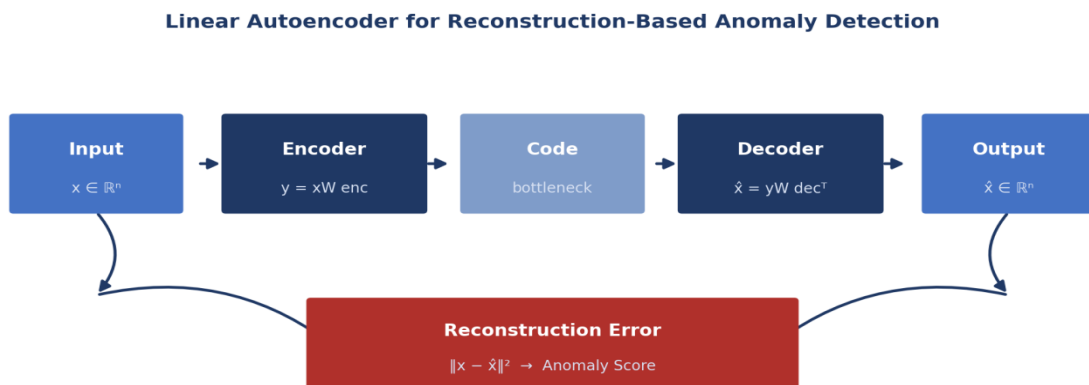 Linear Autoencoder for Reconstruction-Based Anomaly Detection
Input
x ∈ ℝⁿ
Encoder
y = xW enc
Code
bottleneck
Decoder
x̂ = yW decᵀ
Output
x̂ ∈ ℝⁿ
Reconstruction Error
‖x − x̂‖² → Anomaly Score